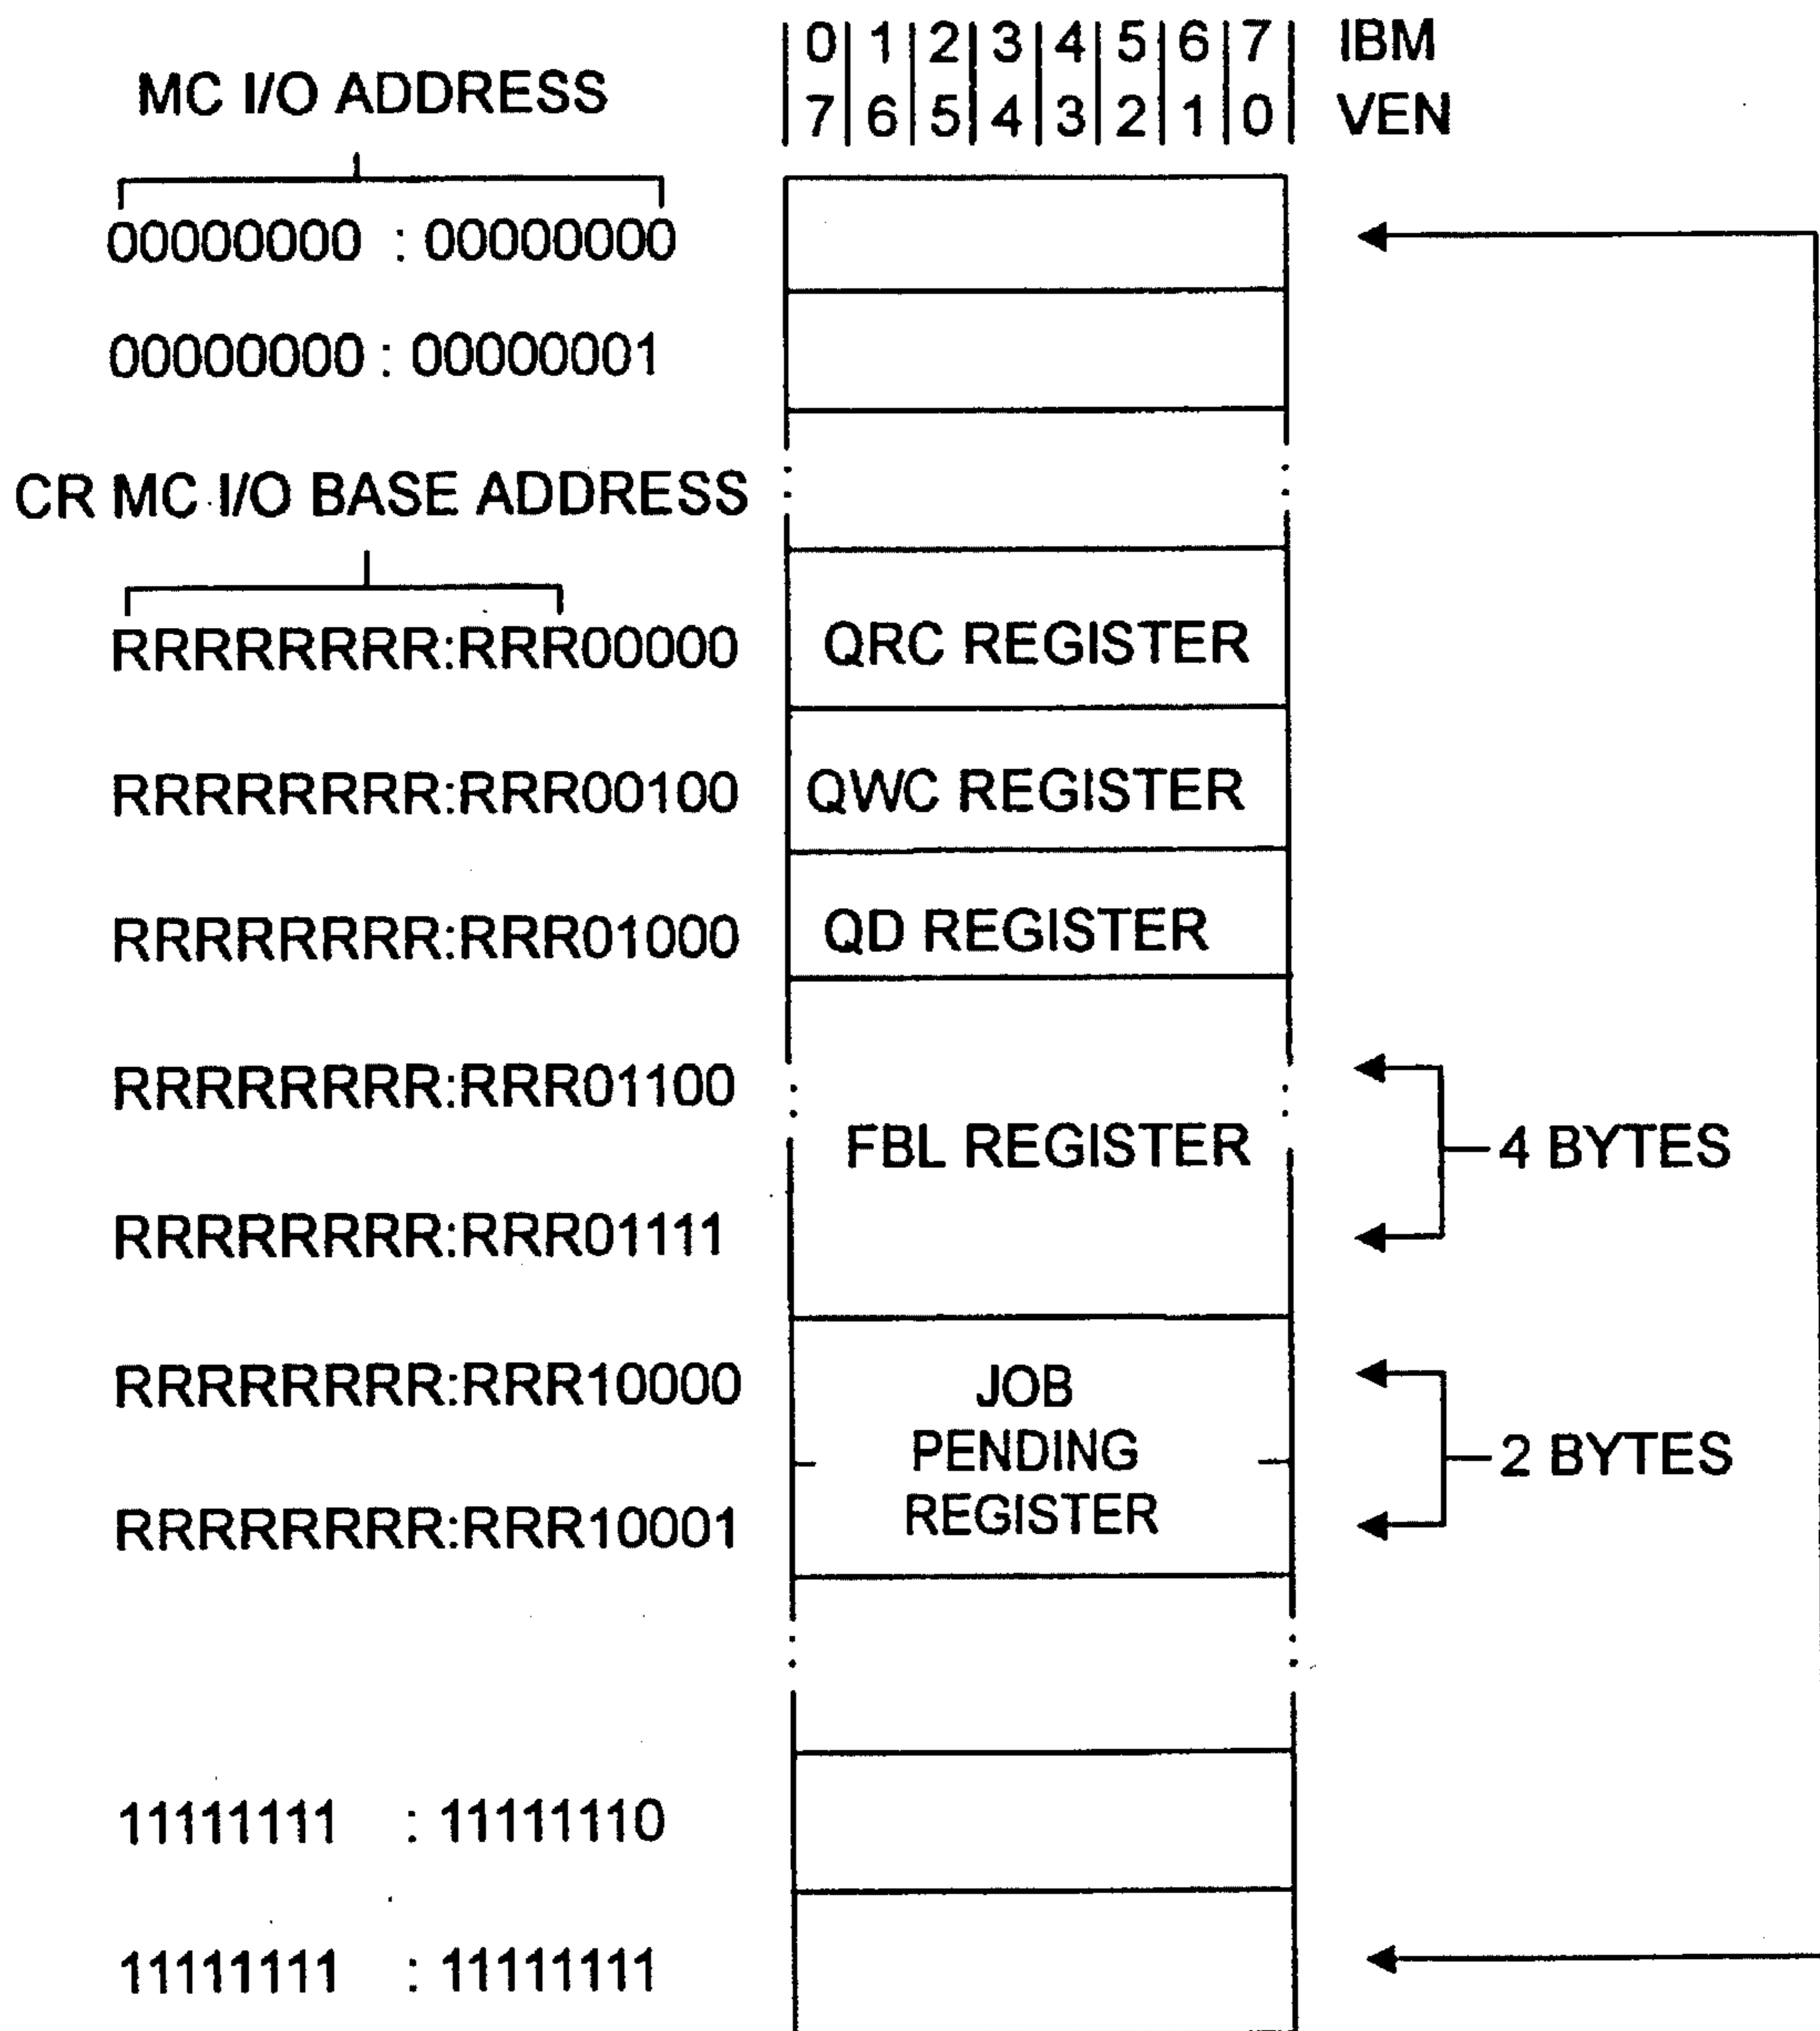 |0|1|2|3|4|5|6|7| IBM
MC I/O ADDRESS
|7|6|5|4|3|2|1|0| VEN
00000000 : 00000000
00000000 : 00000001
CR MC I/O BASE ADDRESS
RRRRRRRR:RRR00000 QRC REGISTER
RRRRRRRR:RRR00100 QWC REGISTER
RRRRRRRR:RRR01000 QD REGISTER
RRRRRRRR:RRR01100
FBL REGISTER 4 BYTES
RRRRRRRR:RRR01111
RRRRRRRR:RRR10000 JOB
PENDING 2 BYTES
RRRRRRRR:RRR10001 REGISTER
11111111 : 11111110
11111111 : 11111111